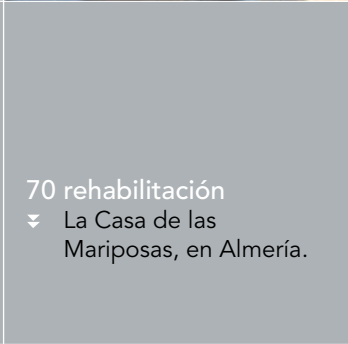 70 rehabilitación
La Casa de las
Mariposas, en Almería.